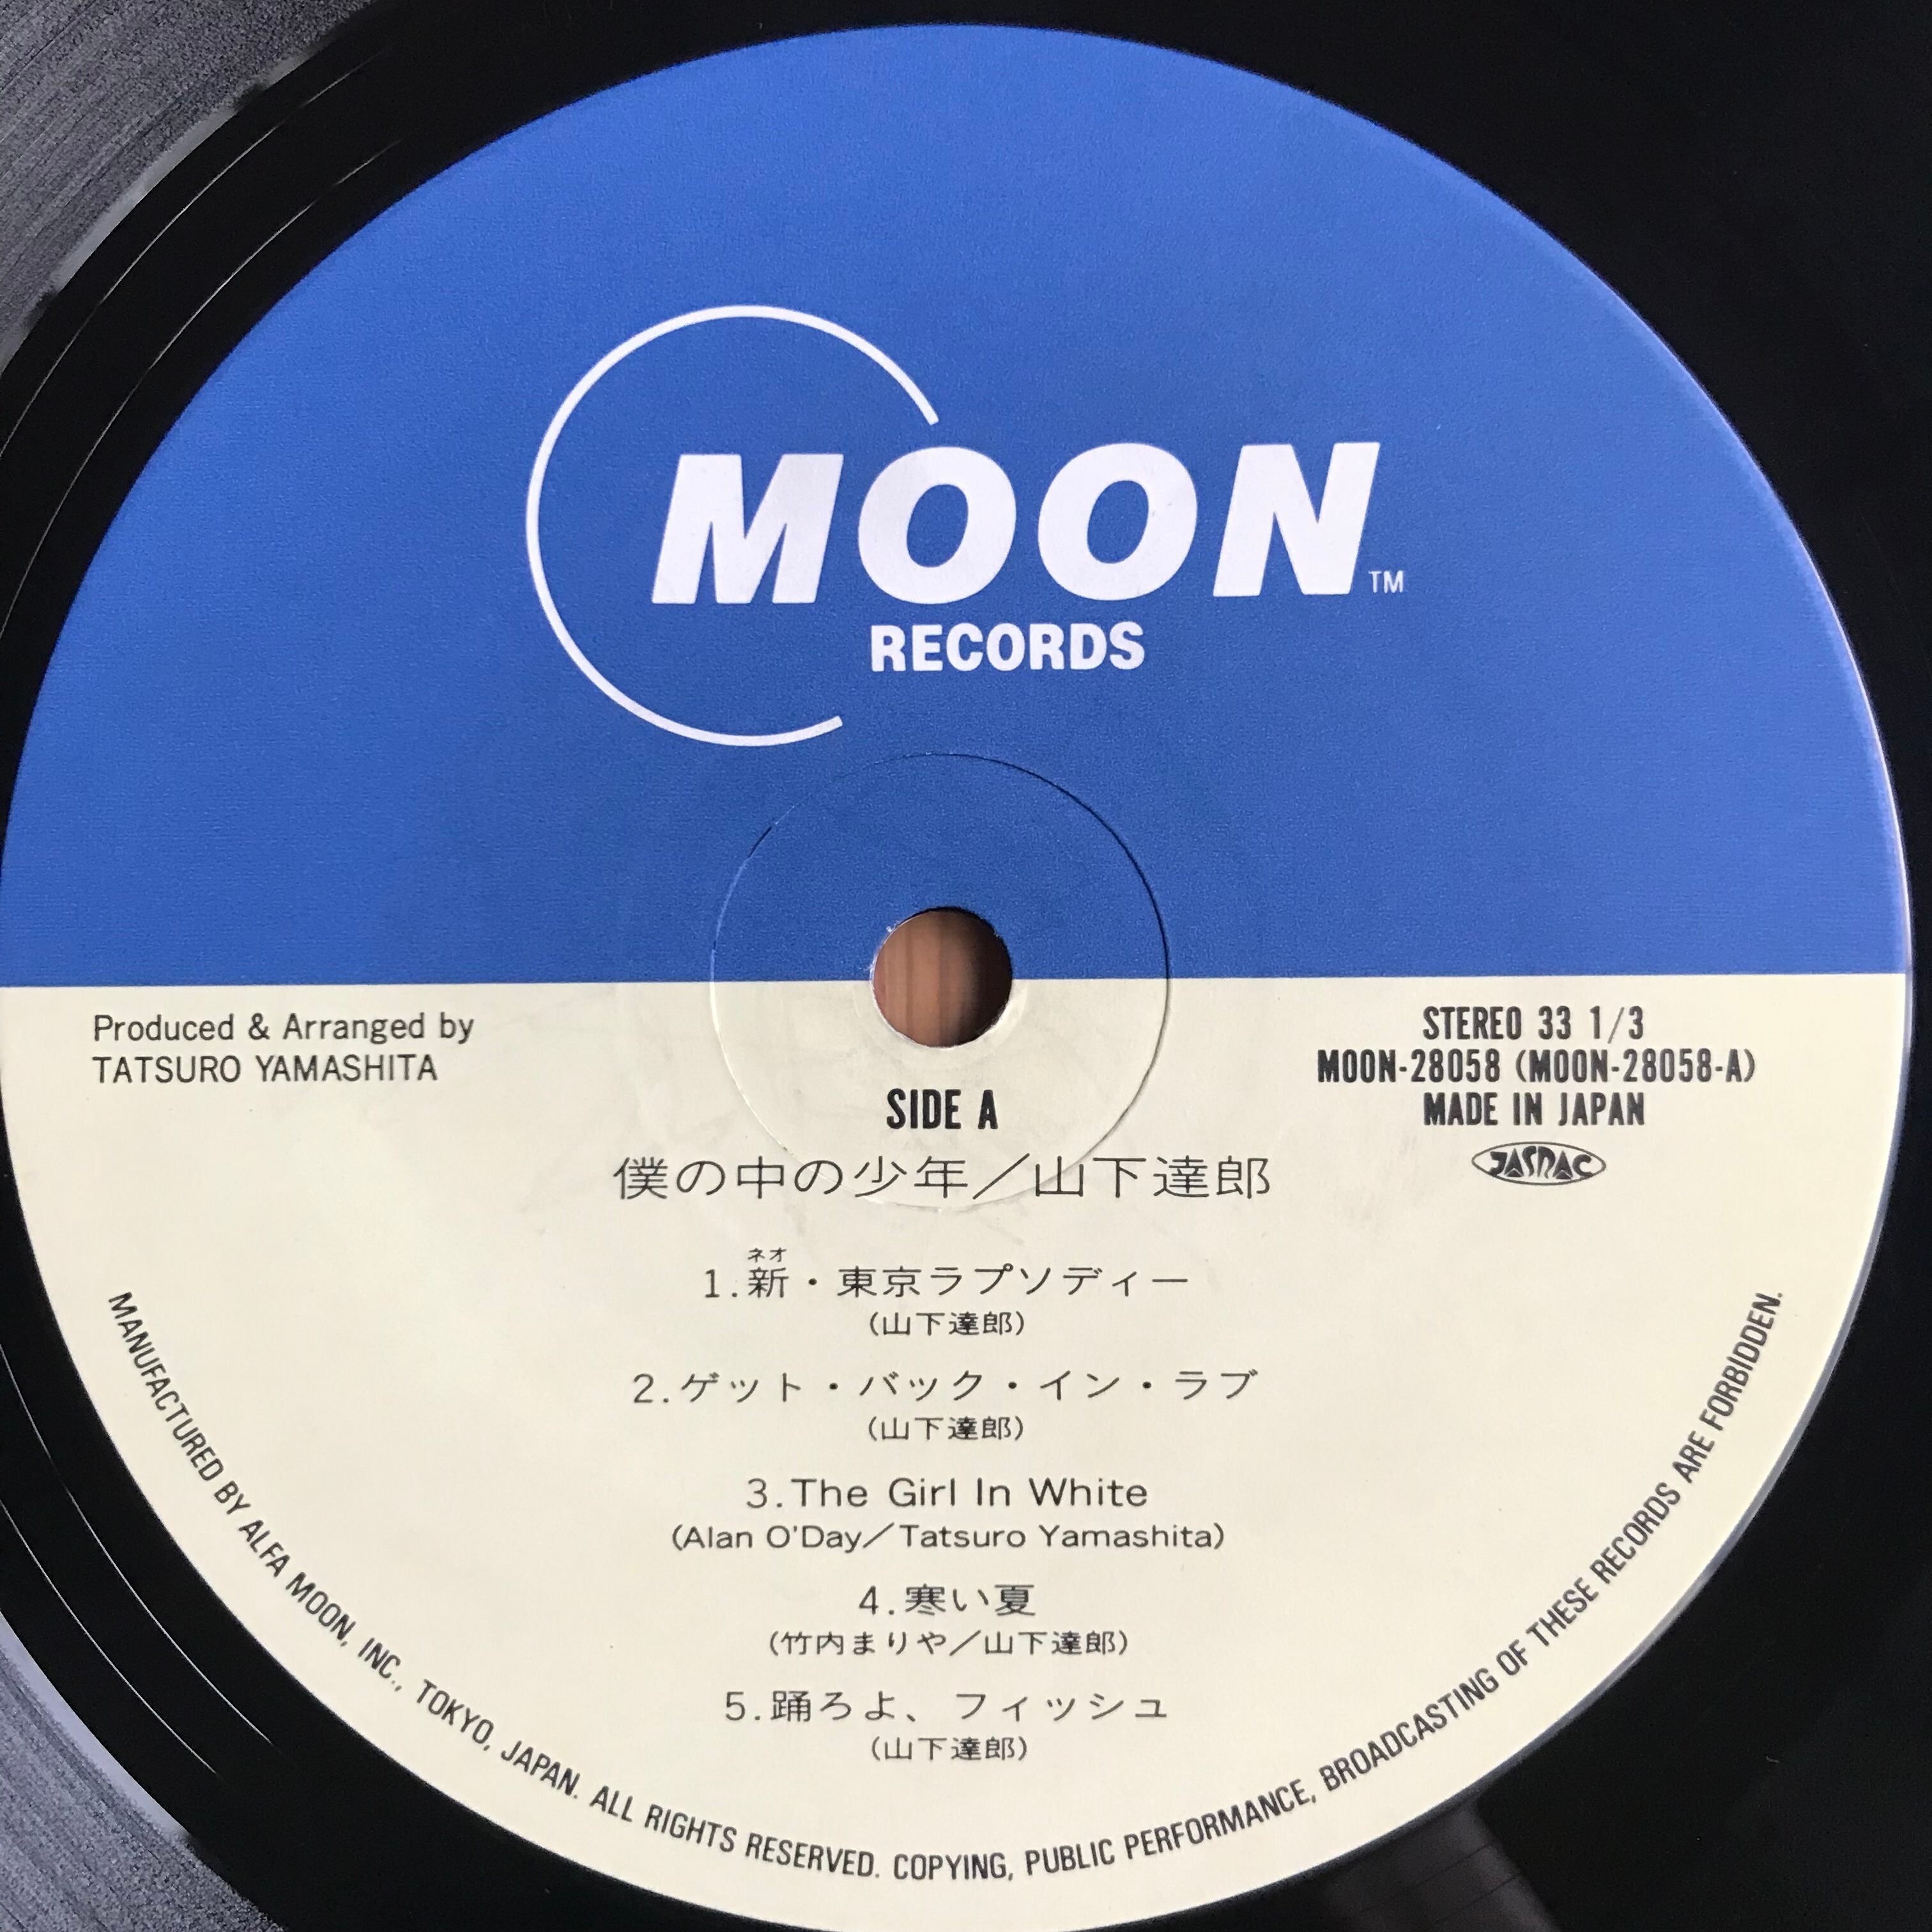 MOON TM
RECORDS
Produced & Arranged by
TATSURO YAMASHITA
STEREO 33 1/3
MOON-28058 (MOON-28058-A)
MADE IN JAPAN
JASRAC
SIDE A
僕の中の少年／山下達郎
ネオ
1.新・東京ラプソディー
(山下達郎)
2.ゲット・バック・イン・ラブ
(山下達郎)
3.The Girl In White
(Alan O'Day／Tatsuro Yamashita)
4.寒い夏
(竹内まりや／山下達郎)
5.踊ろよ、フィッシュ
(山下達郎)
MANUFACTURED BY ALFA MOON, INC., TOKYO, JAPAN. ALL RIGHTS RESERVED. COPYING, PUBLIC PERFORMANCE, BROADCASTING OF THESE RECORDS ARE FORBIDDEN.